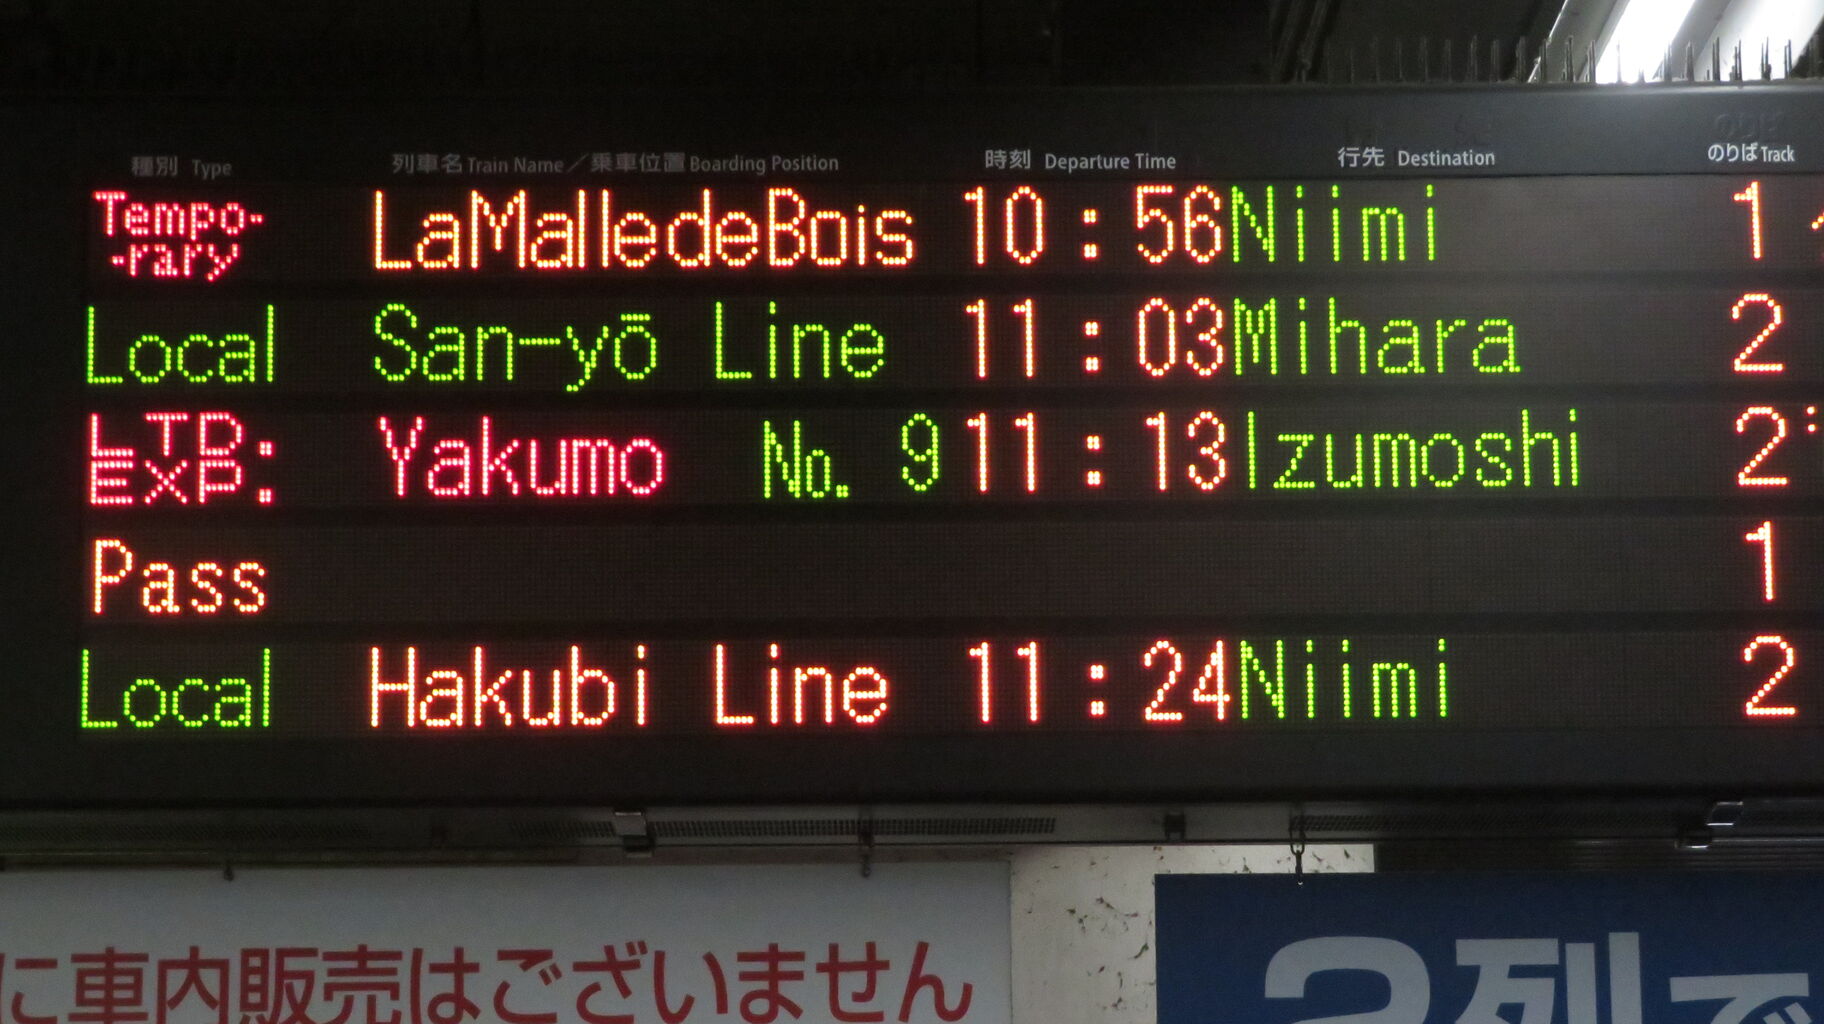 種別 Type 列車名 Train Name／乗車位置 Boarding Position 時刻 Departure Time 行先 Destination のりば Track
Tempo-
-rary LaMalledeBois 10:56 Niimi 1
Local San-yō Line 11:03 Mihara 2
LTD.
EXP. Yakumo No. 9 11:13 Izumoshi 2
Pass 1
Local Hakubi Line 11:24 Niimi 2
に車内販売はございません
2列で